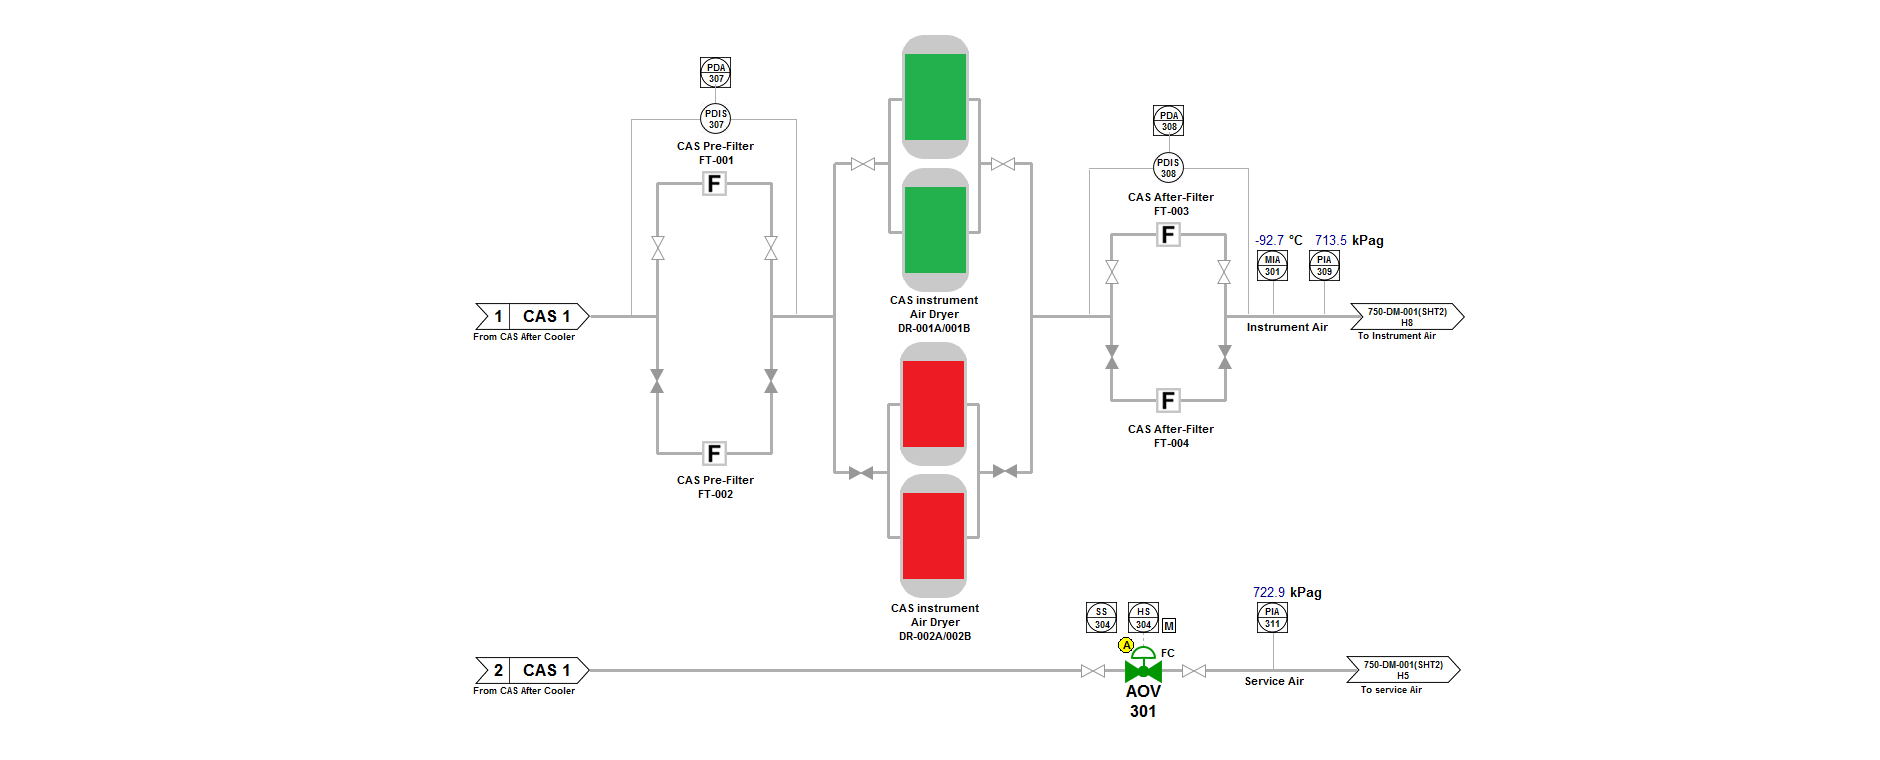 PDA
307
PDIS
307
CAS Pre-Filter
FT-001
F
1 CAS 1
From CAS After Cooler
F
CAS Pre-Filter
FT-002
CAS instrument
Air Dryer
DR-001A/001B
CAS instrument
Air Dryer
DR-002A/002B
PDA
308
PDIS
308
CAS After-Filter
FT-003
F
-92.7 °C 713.5 kPag
MIA
301
PIA
309
Instrument Air
750-DM-001(SHT2)
H8
To Instrument Air
F
CAS After-Filter
FT-004
2 CAS 1
From CAS After Cooler
SS
304
HS
304
M
A
FC
AOV
301
722.9 kPag
PIA
311
Service Air
750-DM-001(SHT2)
H5
To service Air